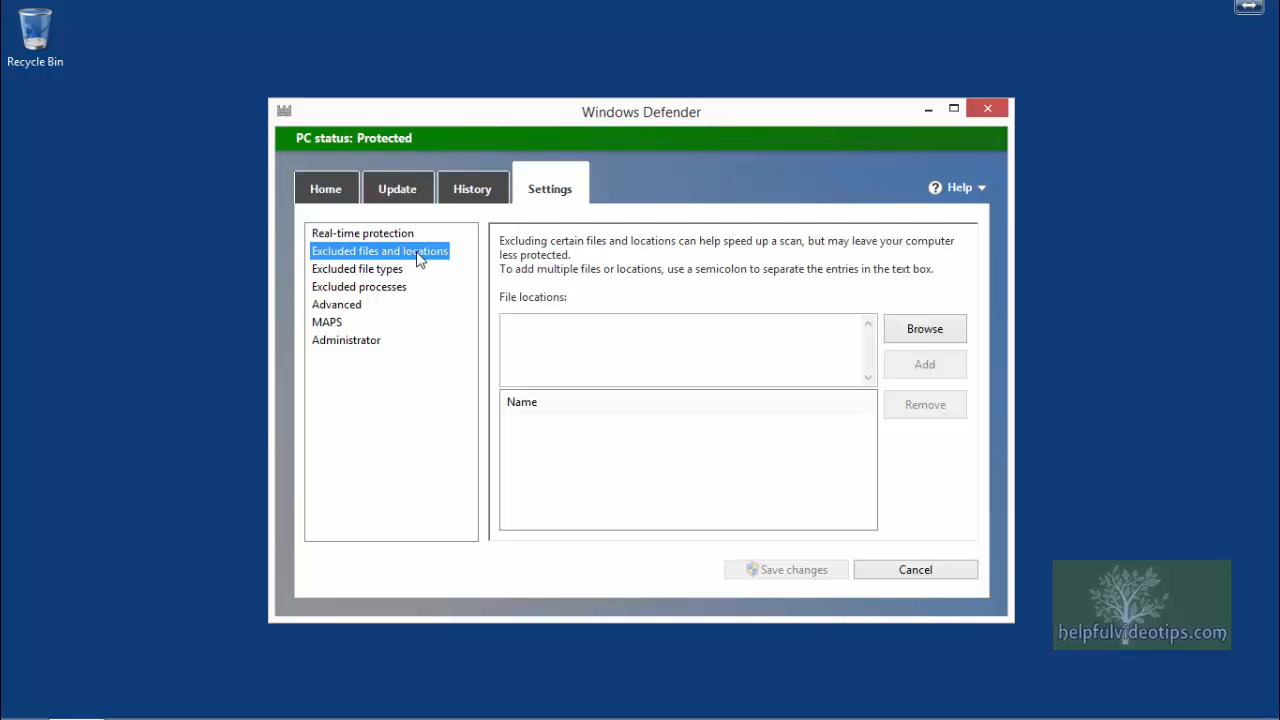 Recycle Bin
Windows Defender
PC status: Protected
Home
Update
History
Settings
Help
Real-time protection
Excluded files and locations
Excluded file types
Excluded processes
Advanced
MAPS
Administrator
Excluding certain files and locations can help speed up a scan, but may leave your computer
less protected.
To add multiple files or locations, use a semicolon to separate the entries in the text box.
File locations:
Browse
Add
Name
Remove
Save changes
Cancel
helpfulvideotips.com